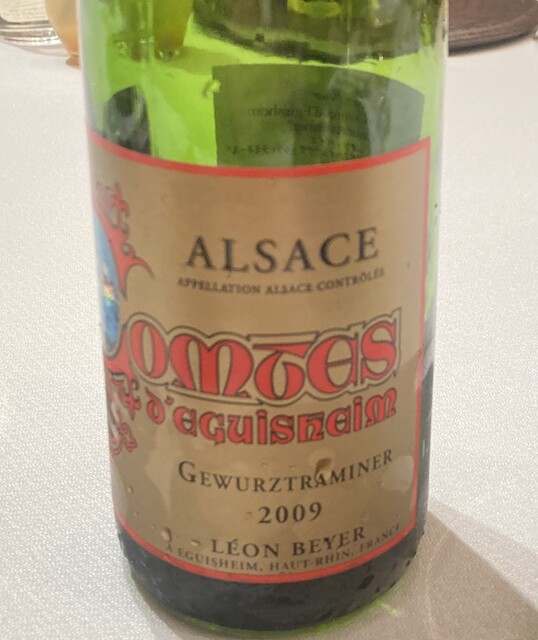 ALSACE
APPELLATION ALSACE CONTRÔLÉE
Comtes
d'Eguisheim
GEWURZTRAMINER
2009
LÉON BEYER
À EGUISHEIM, HAUT-RHIN, FRANCE